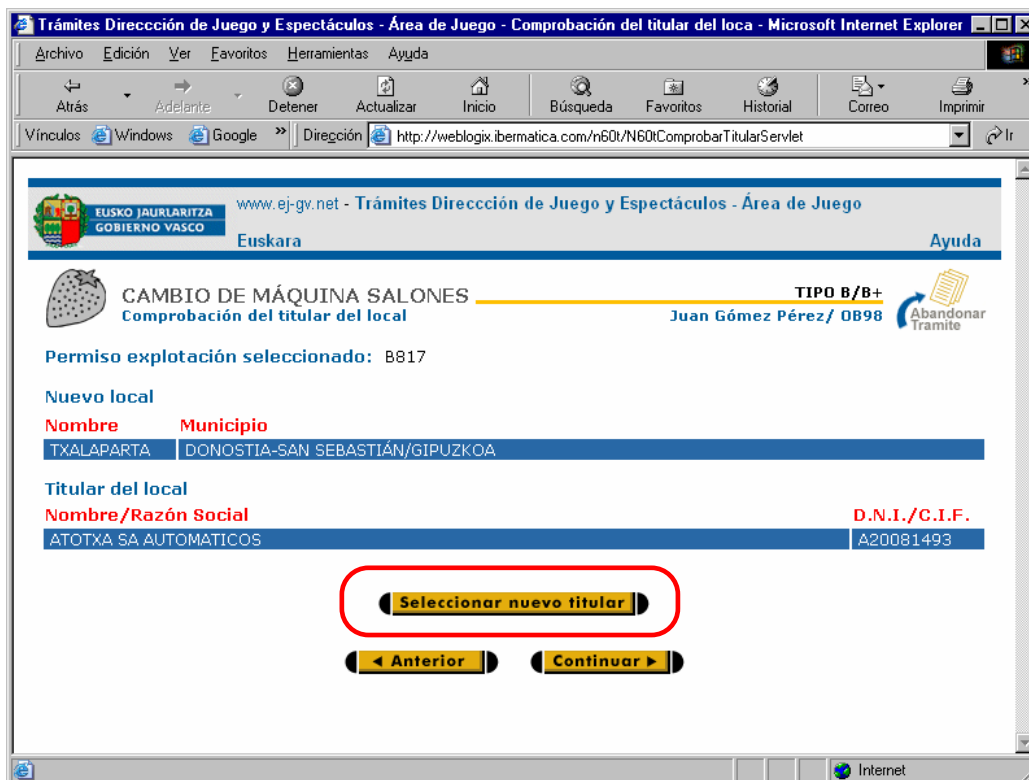 Trámites Direccción de Juego y Espectáculos - Área de Juego - Comprobación del titular del loca - Microsoft Internet Explorer
Archivo Edición Ver Favoritos Herramientas Ayuda
Atrás Adelante Detener Actualizar Inicio Búsqueda Favoritos Historial Correo Imprimir »
Vínculos Windows Google » Dirección http://weblogix.ibermatica.com/n60t/N60tComprobarTitularServlet Ir
EUSKO JAURLARITZA
GOBIERNO VASCO
www.ej-gv.net - Trámites Direccción de Juego y Espectáculos - Área de Juego
Euskara Ayuda
CAMBIO DE MÁQUINA SALONES TIPO B/B+
Comprobación del titular del local Juan Gómez Pérez/ 0B98
Abandonar
Tramite
Permiso explotación seleccionado: B817
Nuevo local
Nombre Municipio
TXALAPARTA DONOSTIA-SAN SEBASTIÁN/GIPUZKOA
Titular del local
Nombre/Razón Social D.N.I./C.I.F.
ATOTXA SA AUTOMATICOS A20081493
Seleccionar nuevo titular
Anterior Continuar
Internet